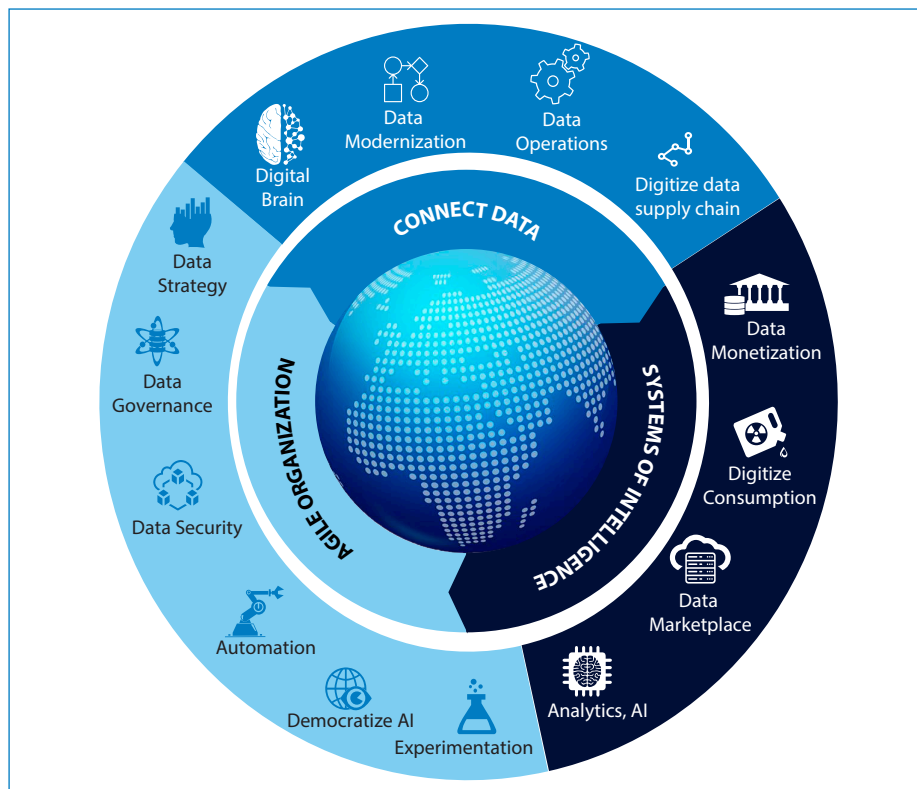 Digital
Brain
Data
Modernization
Data
Operations
Digitize data
supply chain
CONNECT DATA
Data
Monetization
Digitize
Consumption
Data
Marketplace
Analytics, AI
SYSTEMS OF INTELLIGENCE
Data
Strategy
Data
Governance
Data Security
Automation
Democratize AI
Experimentation
AGILE ORGANIZATION